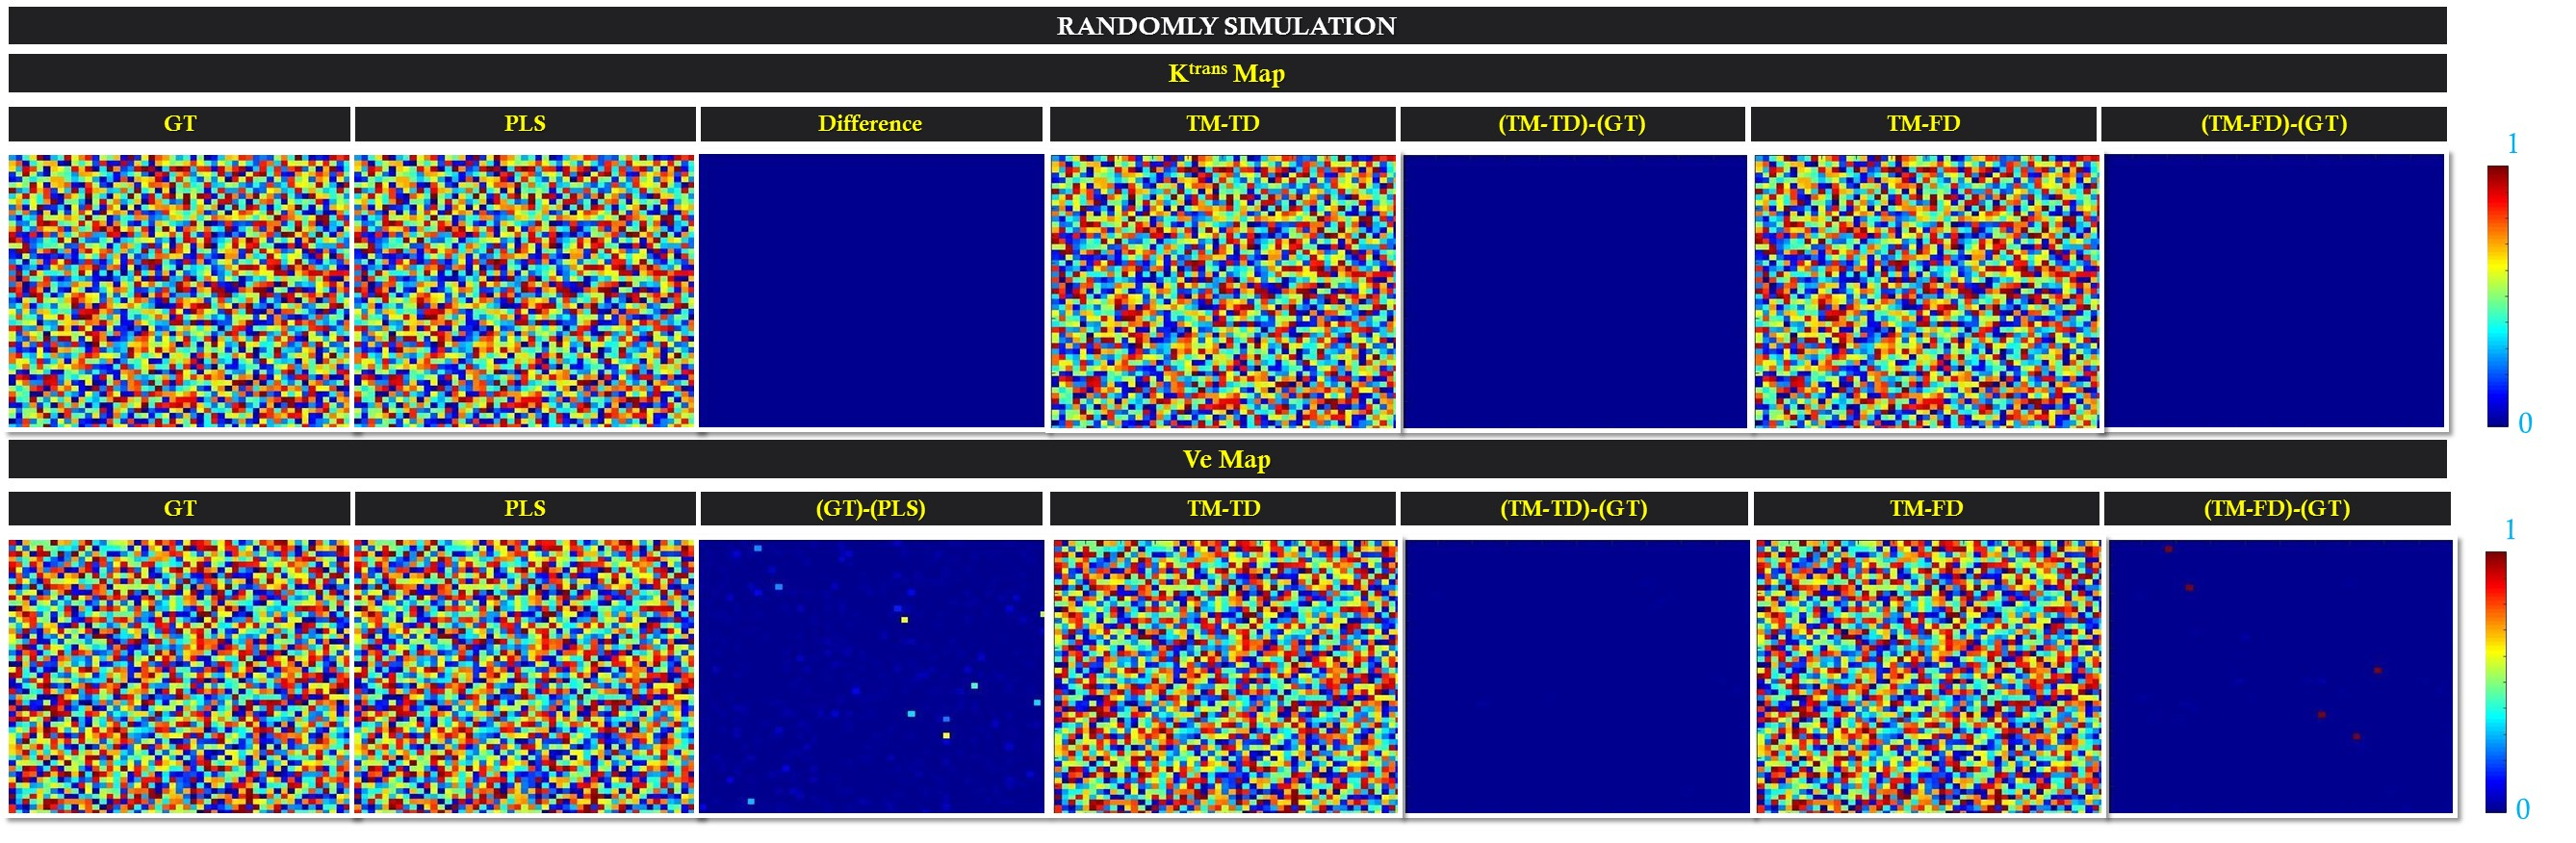 RANDOMLY SIMULATION
Ktrans Map
GT PLS Difference TM-TD (TM-TD)-(GT) TM-FD (TM-FD)-(GT)
1
0
Ve Map
GT PLS (GT)-(PLS) TM-TD (TM-TD)-(GT) TM-FD (TM-FD)-(GT)
1
0